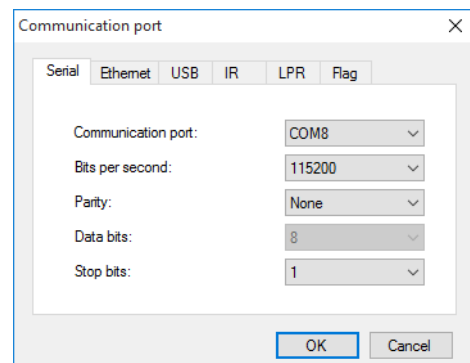 Communication port
Serial Ethernet USB IR LPR Flag
Communication port: COM8
Bits per second: 115200
Parity: None
Data bits: 8
Stop bits: 1
OK Cancel